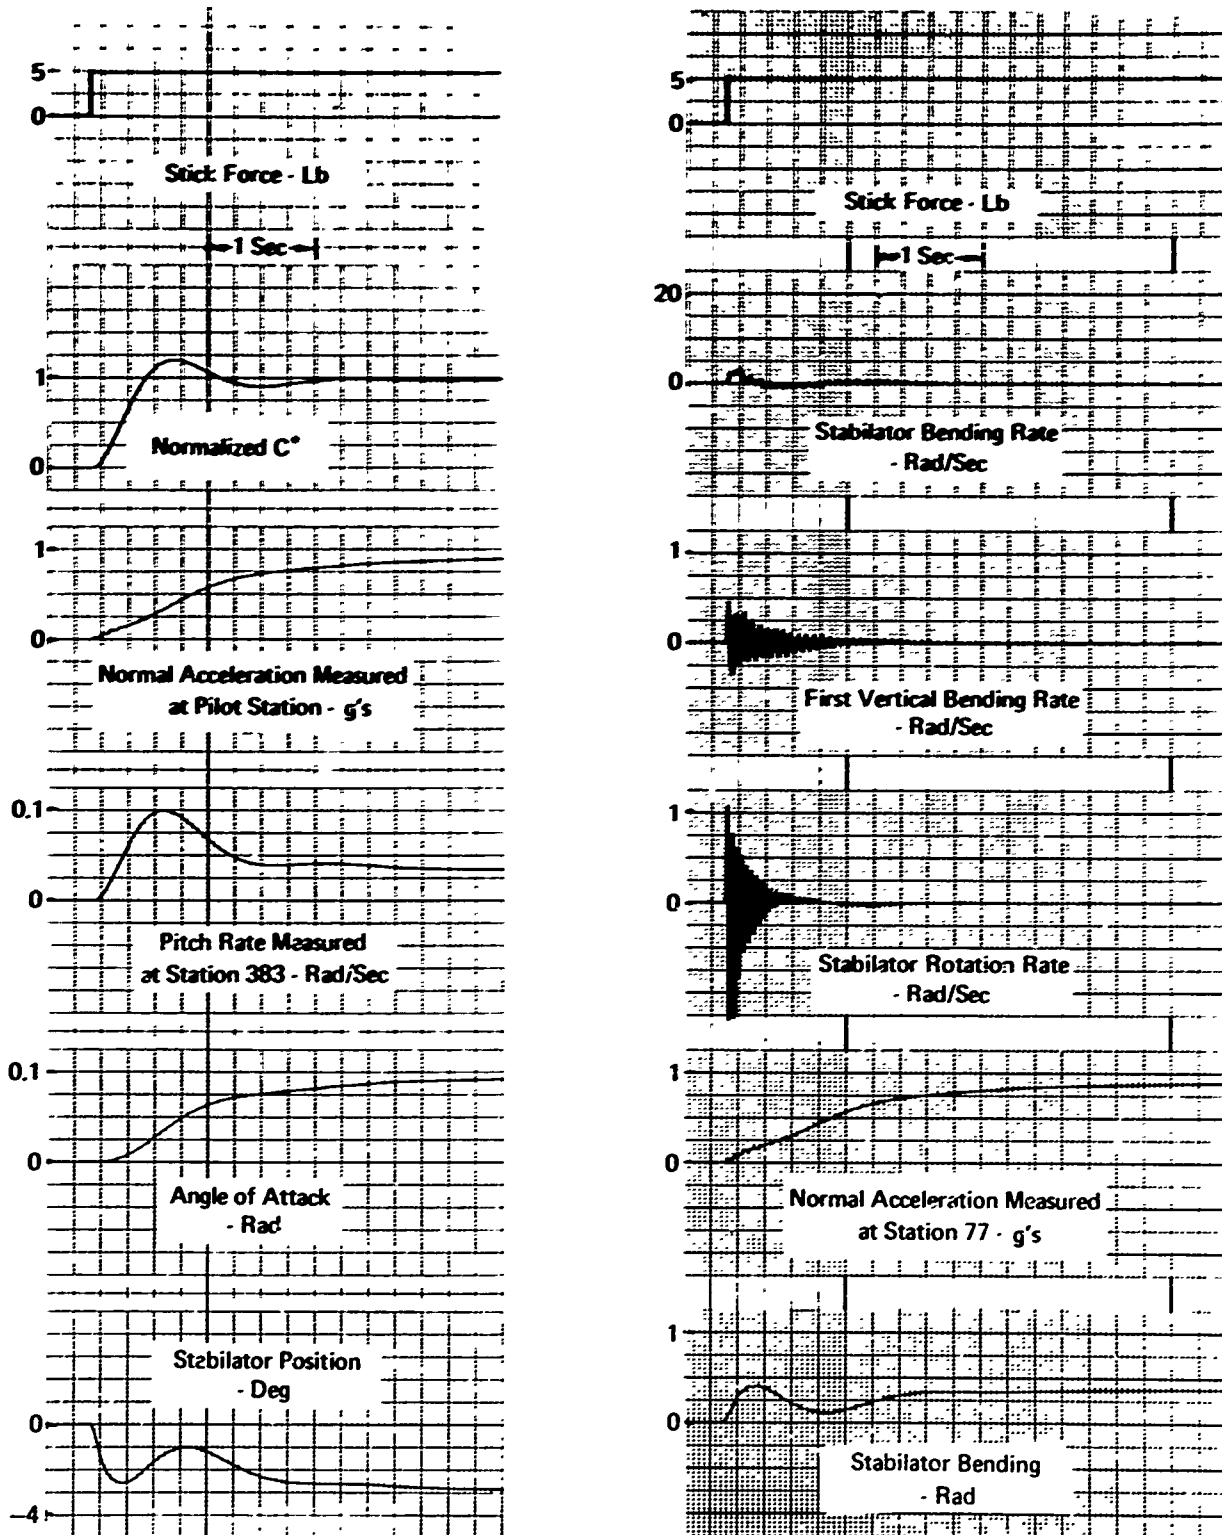 5
0
Stick Force - Lb
1 Sec
1
0
Normalized C*
1
0
Normal Acceleration Measured
at Pilot Station - g's
0.1
0
Pitch Rate Measured
at Station 383 - Rad/Sec
0.1
0
Angle of Attack
- Rad
Stabilator Position
- Deg
0
-4
5
0
Stick Force - Lb
1 Sec
20
0
Stabilator Bending Rate
- Rad/Sec
1
0
First Vertical Bending Rate
- Rad/Sec
1
0
Stabilator Rotation Rate
- Rad/Sec
1
0
Normal Acceleration Measured
at Station 77 - g's
1
0
Stabilator Bending
- Rad